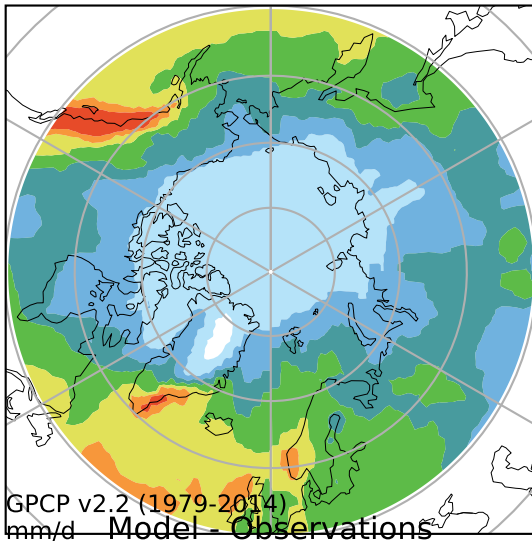 GPCP v2.2 (1979-2014)
mm/d
Model - Observations